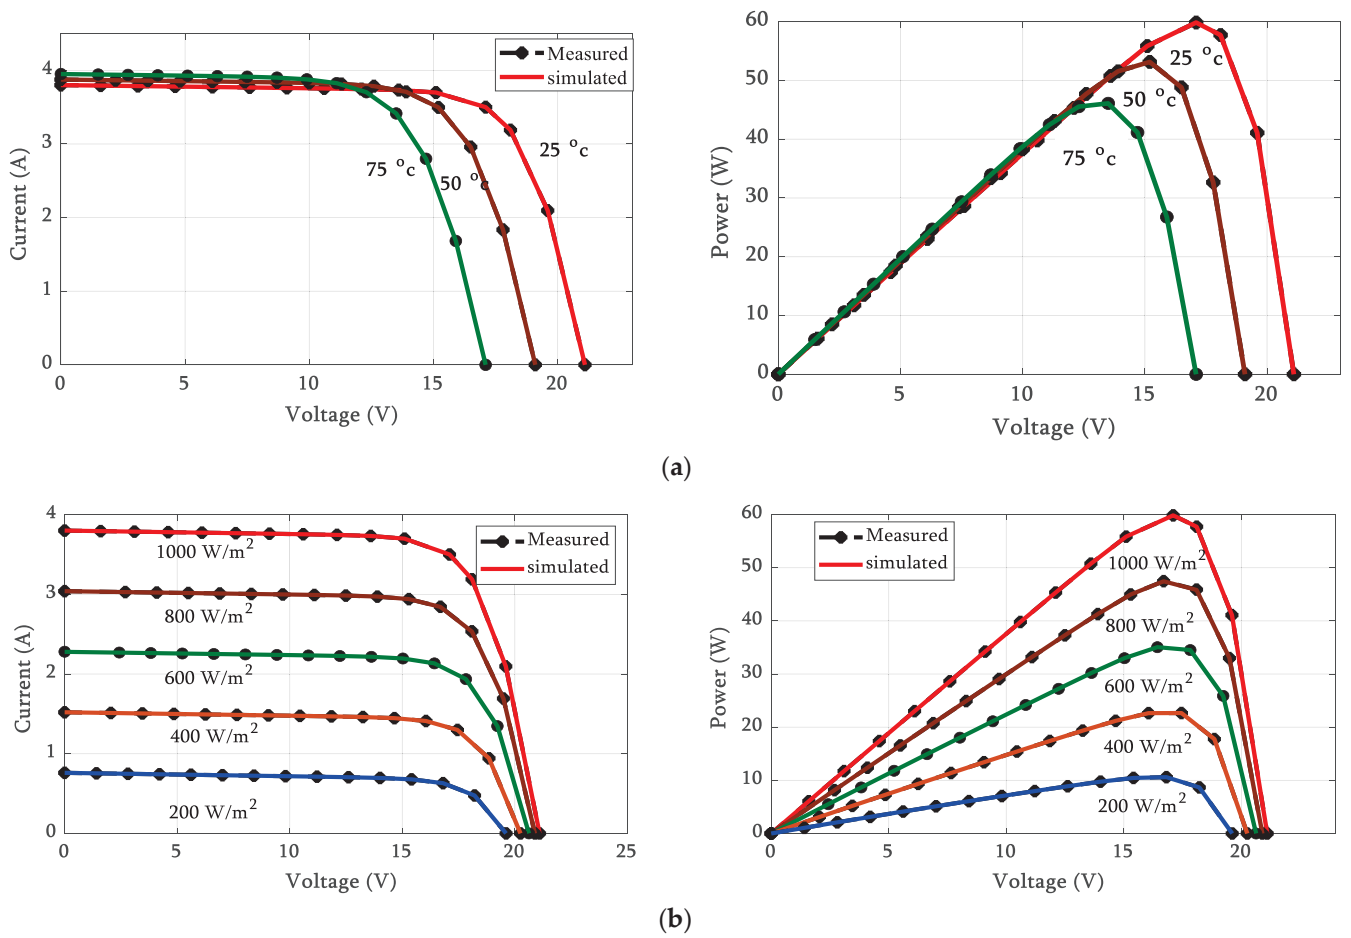 Measured
simulated
25 °c
50 °c
75 °c
Current (A)
4
3
2
1
0
0
5
10
15
20
Voltage (V)
60
50
40
30
20
10
0
Power (W)
25 °c
50 °c
75 °c
5
10
15
20
Voltage (V)
(a)
4
3
2
1
0
Current (A)
Measured
simulated
1000 W/m²
800 W/m²
600 W/m²
400 W/m²
200 W/m²
0
5
10
15
20
25
Voltage (V)
60
50
40
30
20
10
0
Power (W)
Measured
simulated
1000 W/m²
800 W/m²
600 W/m²
400 W/m²
200 W/m²
0
5
10
15
20
Voltage (V)
(b)